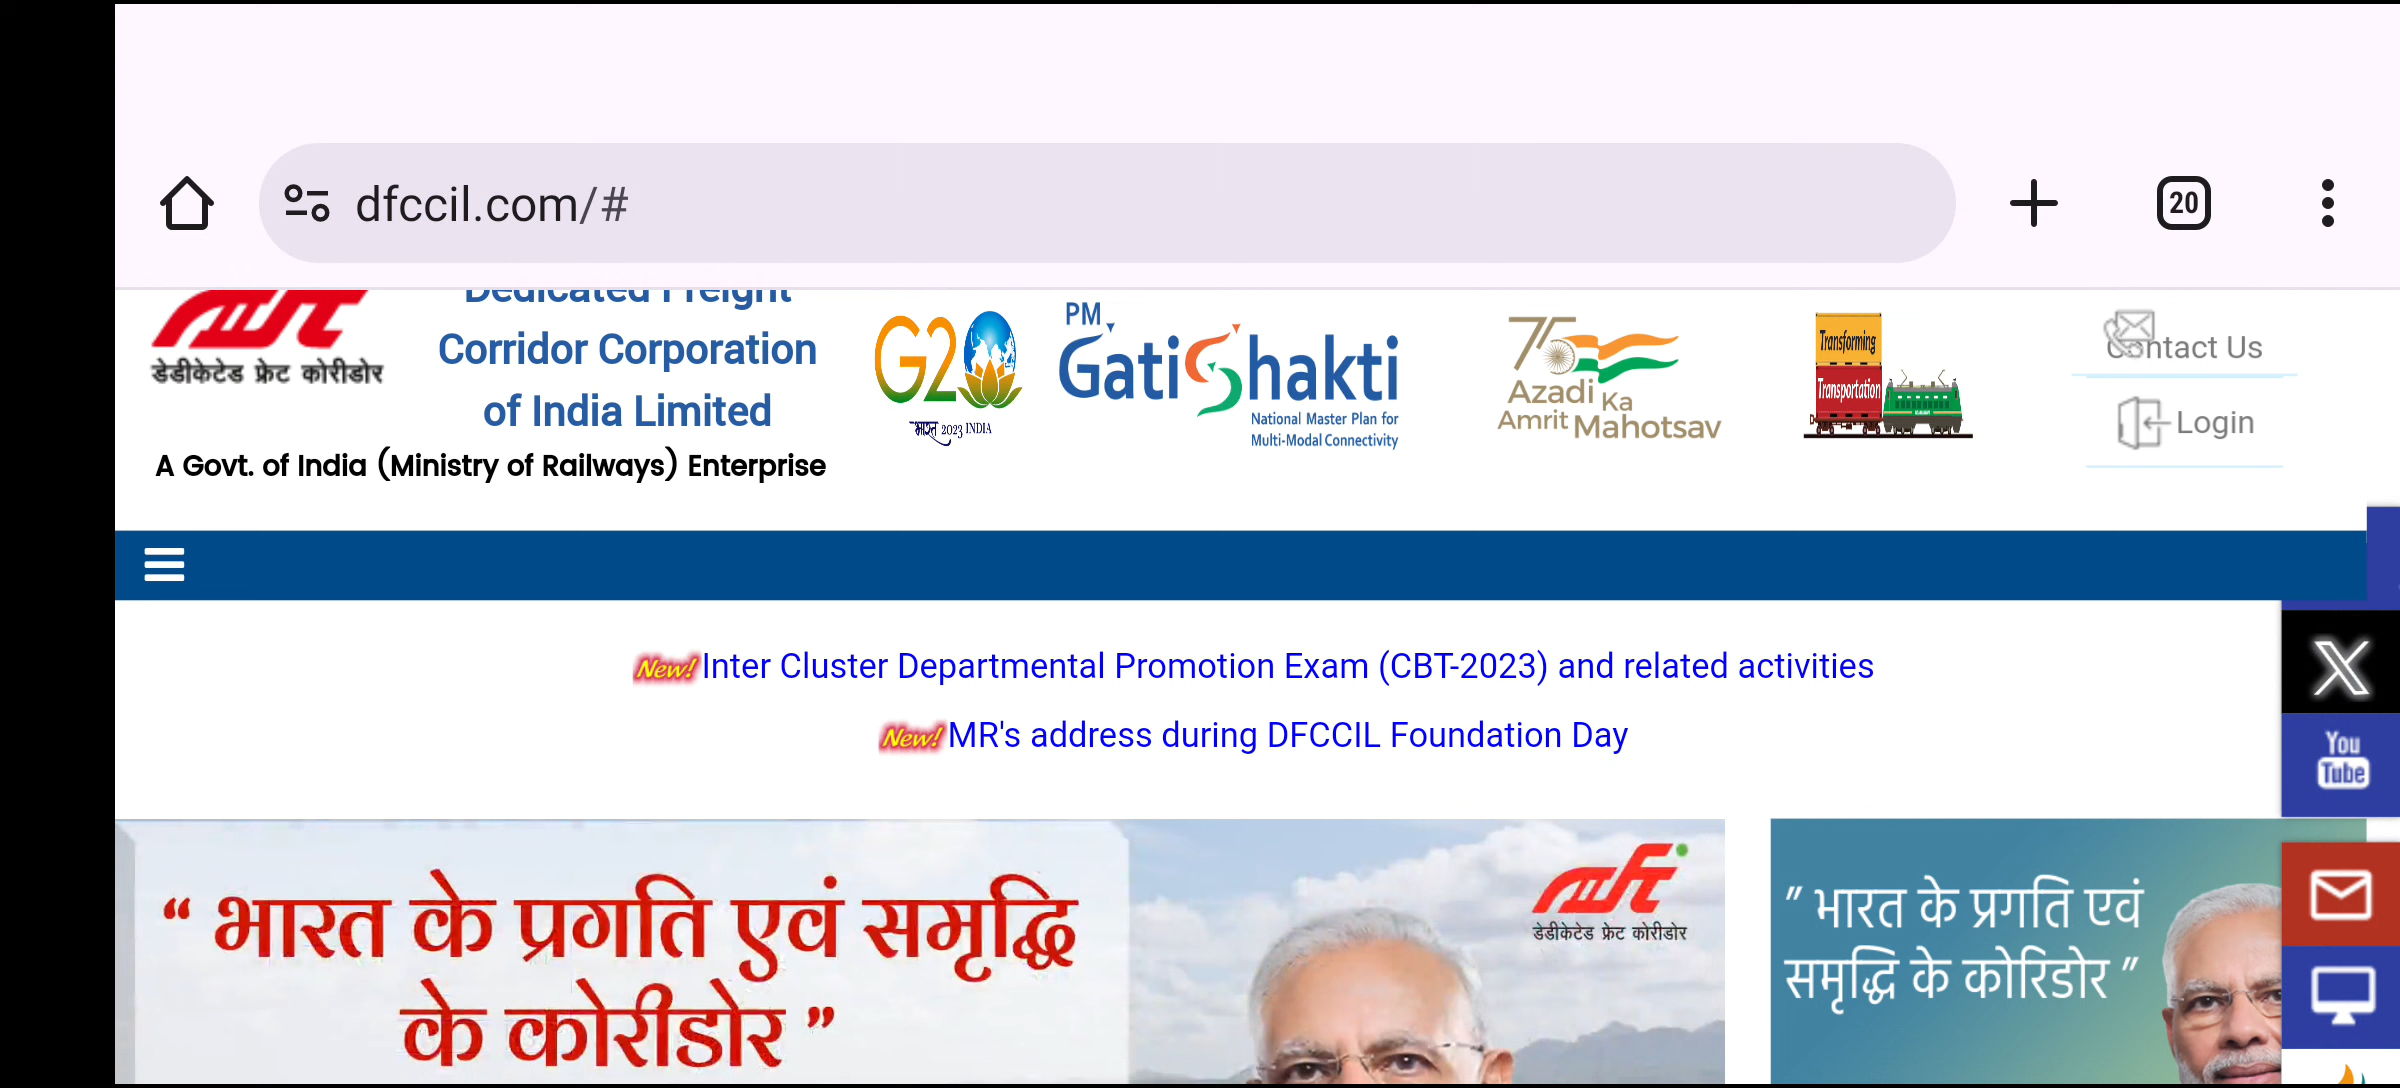 dfccil.com/#
20
Dedicated Freight
Corridor Corporation
of India Limited
डेडीकेटेड फ्रेट कोरीडोर
A Govt. of India (Ministry of Railways) Enterprise
G20
भारत 2023 INDIA
PM
GatiShakti
National Master Plan for
Multi-Modal Connectivity
75
Azadi Ka
Amrit Mahotsav
Transforming
Transportation
Contact Us
Login
New! Inter Cluster Departmental Promotion Exam (CBT-2023) and related activities
New! MR's address during DFCCIL Foundation Day
You
Tube
“ भारत के प्रगति एवं समृद्धि
के कोरीडोर ”
डेडीकेटेड फ्रेट कोरीडोर
" भारत के प्रगति एवं
समृद्धि के कोरिडोर "